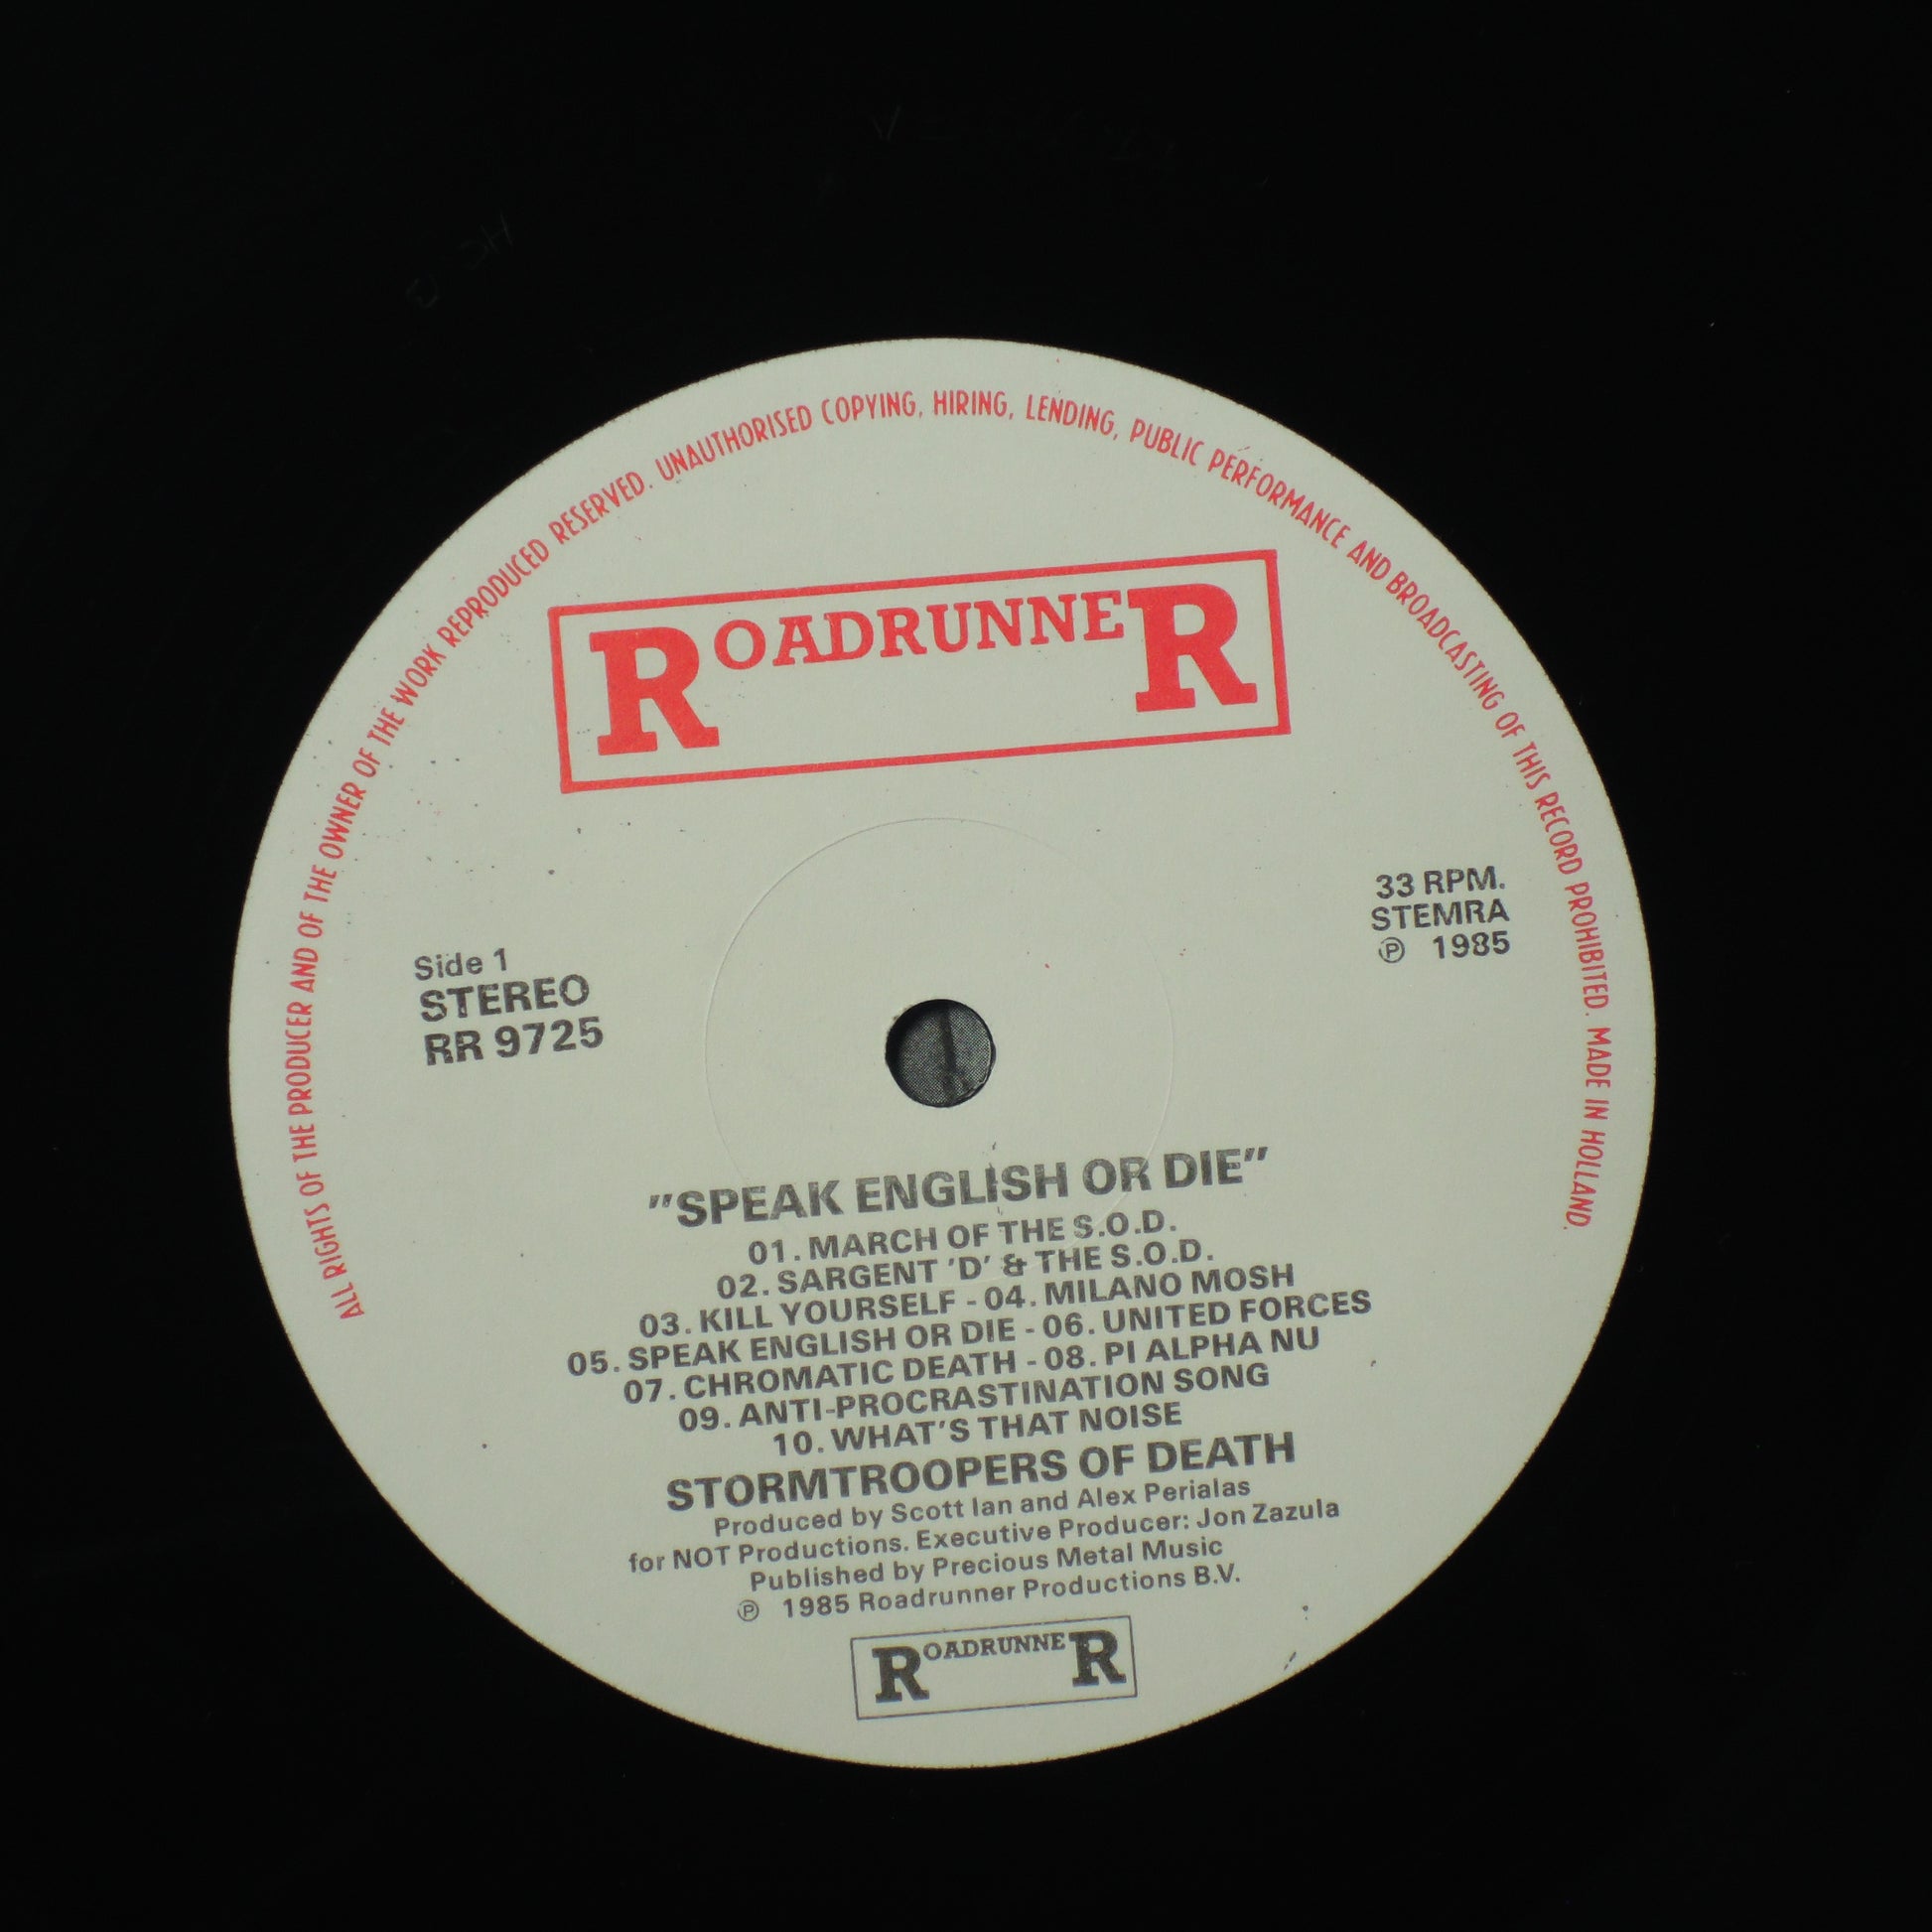 ALL RIGHTS OF THE PRODUCER AND OF THE OWNER OF THE WORK REPRODUCED RESERVED. UNAUTHORISED COPYING, HIRING, LENDING, PUBLIC PERFORMANCE AND BROADCASTING OF THIS RECORD PROHIBITED. MADE IN HOLLAND.
ROADRUNNER
33 RPM.
STEMRA
Ⓟ 1985
Side 1
STEREO
RR 9725
"SPEAK ENGLISH OR DIE"
01. MARCH OF THE S.O.D.
02. SARGENT 'D' & THE S.O.D.
03. KILL YOURSELF - 04. MILANO MOSH
05. SPEAK ENGLISH OR DIE - 06. UNITED FORCES
07. CHROMATIC DEATH - 08. PI ALPHA NU
09. ANTI-PROCRASTINATION SONG
10. WHAT'S THAT NOISE
STORMTROOPERS OF DEATH
Produced by Scott Ian and Alex Perialas
for NOT Productions. Executive Producer: Jon Zazula
Published by Precious Metal Music
Ⓟ 1985 Roadrunner Productions B.V.
ROADRUNNER